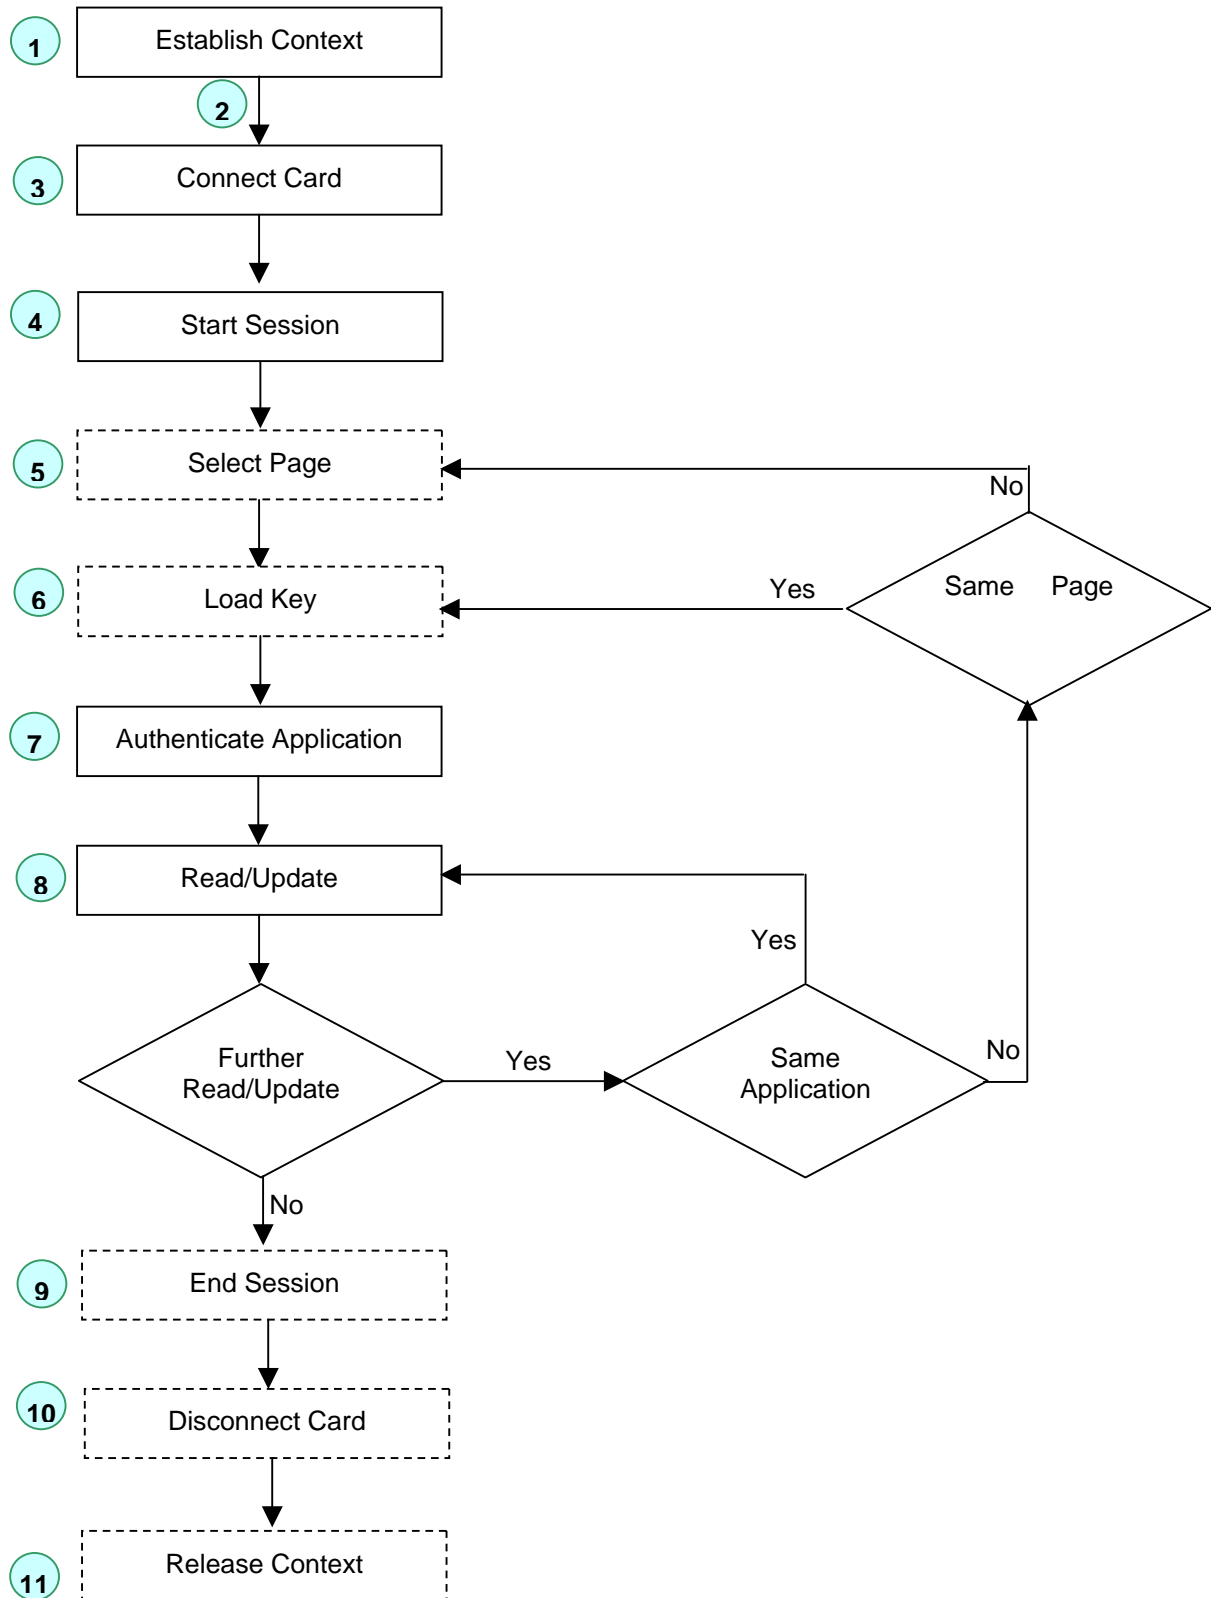 1
Establish Context
2
3
Connect Card
4
Start Session
5
Select Page
No
6
Load Key
Yes
Same Page
7
Authenticate Application
8
Read/Update
Yes
Further
Read/Update
Yes
Same
Application
No
No
9
End Session
10
Disconnect Card
11
Release Context